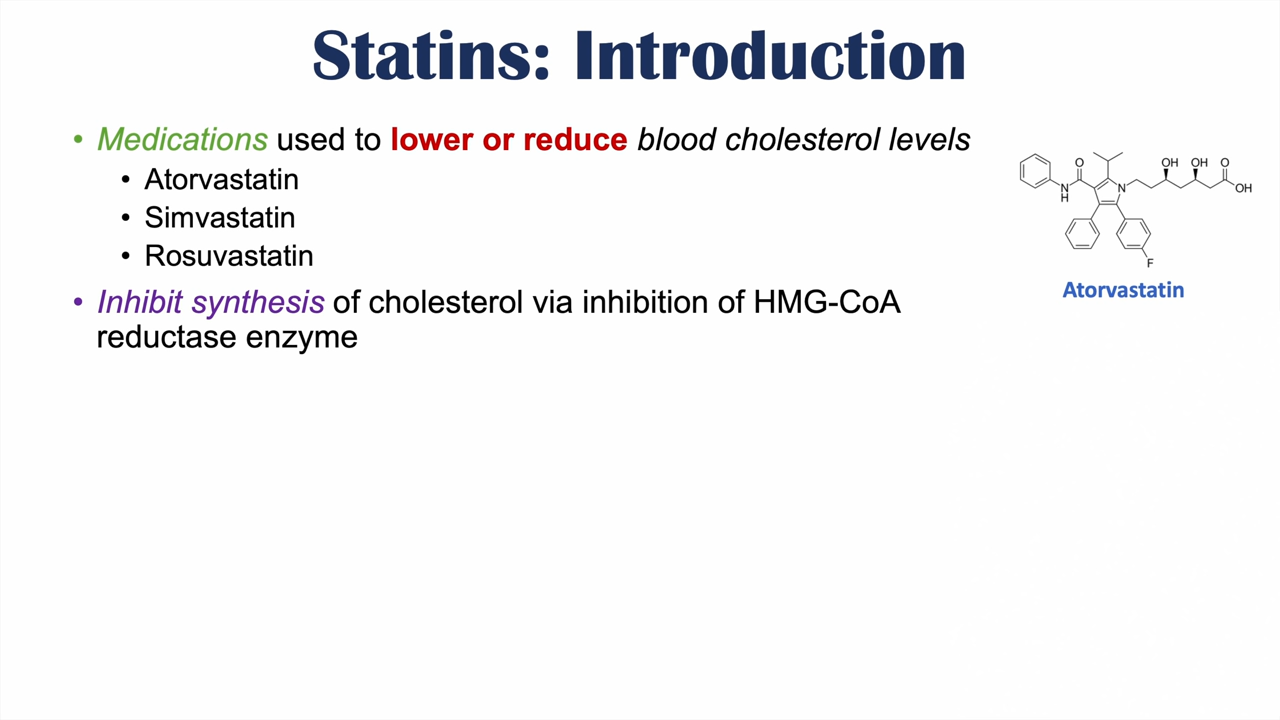 Statins: Introduction
• Medications used to lower or reduce blood cholesterol levels
• Atorvastatin
• Simvastatin
• Rosuvastatin
• Inhibit synthesis of cholesterol via inhibition of HMG-CoA
reductase enzyme
OH OH O
O
N
N
H
OH
F
Atorvastatin